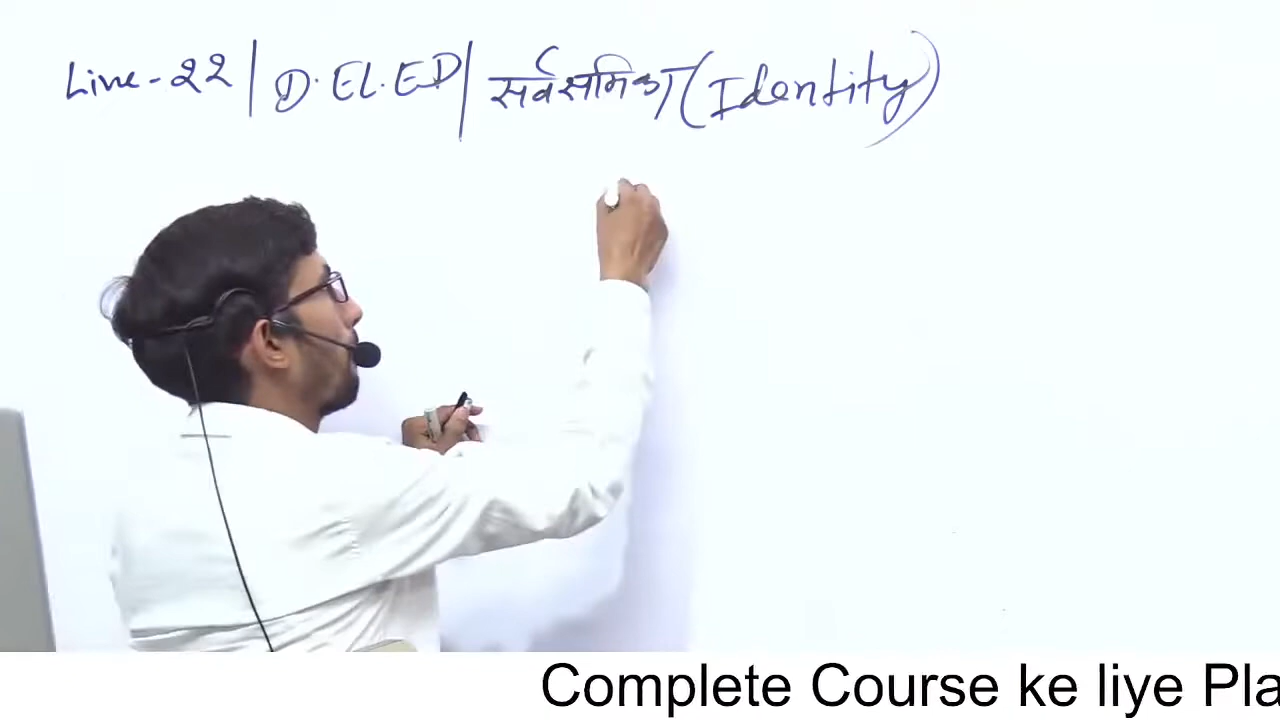 Live-22 | D.EL.ED | सर्वसमिका (Identity)
Complete Course ke liye Pla